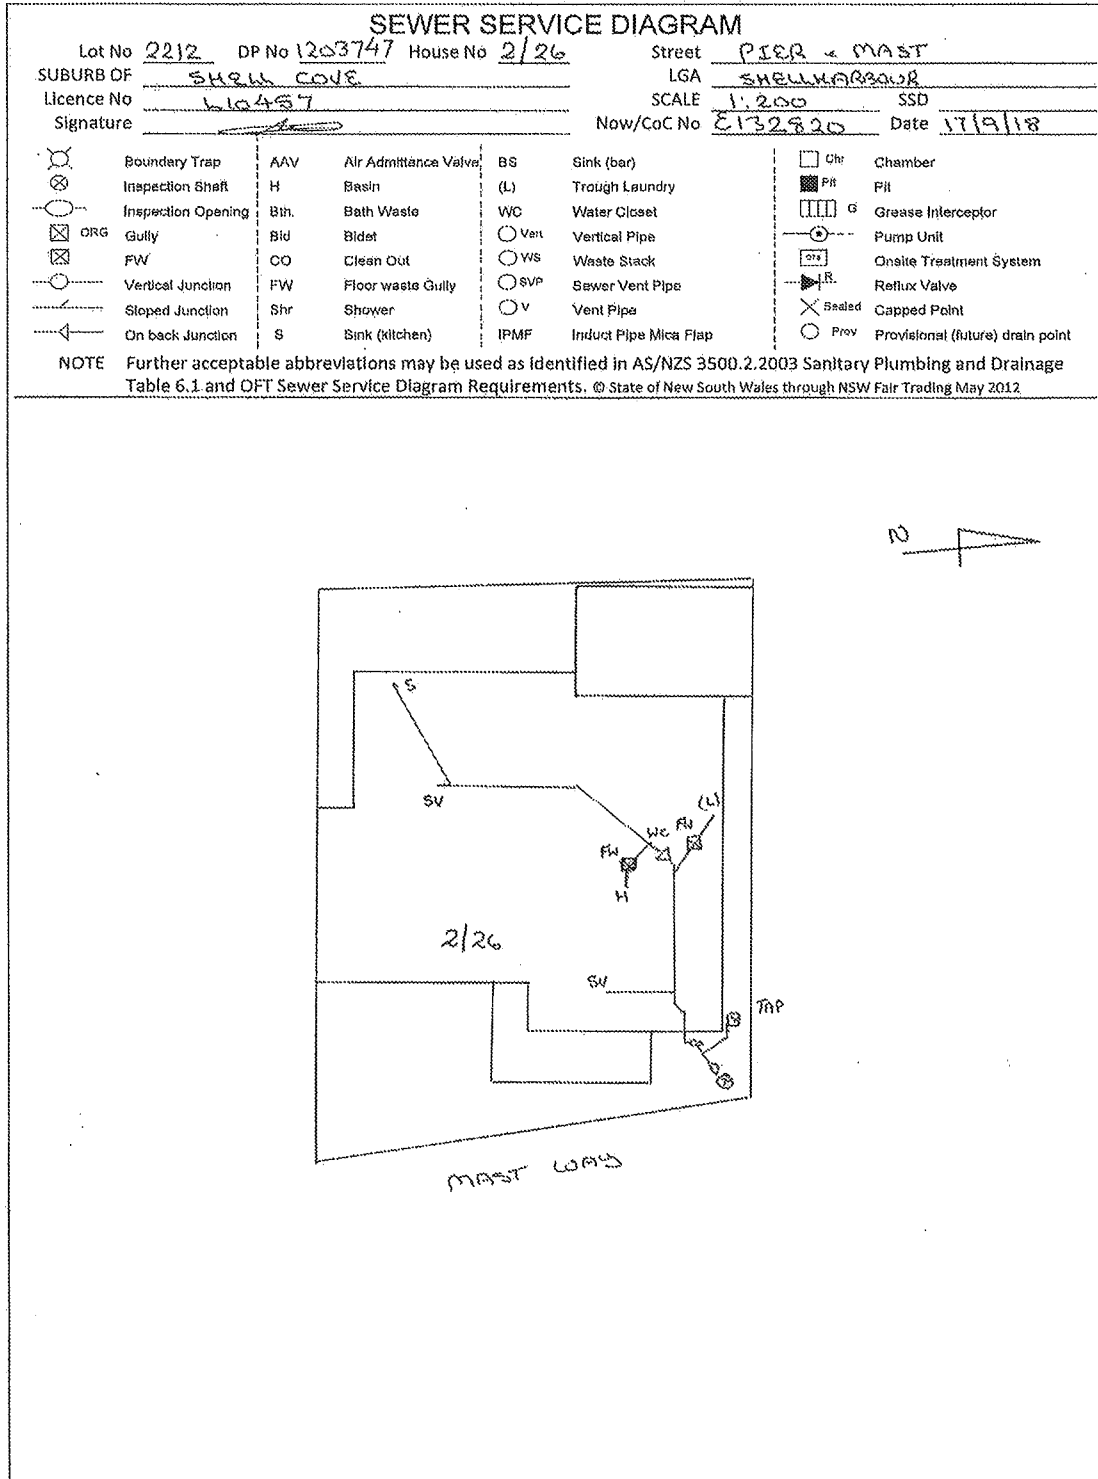 SEWER SERVICE DIAGRAM
Lot No 2212 DP No 1203747 House No 2/26 Street PIER & MAST
SUBURB OF SHELL COVE LGA SHELLHARBOUR
Licence No L10457 SCALE 1:200 SSD
Signature Now/CoC No E132820 Date 17/9/18
Boundary Trap AAV Air Admittance Valve BS Sink (bar) Chr Chamber
Inspection Shaft H Basin (L) Trough Laundry Pit Pit
Inspection Opening Bth. Bath Waste WC Water Closet G Grease Interceptor
ORG Gully Bid Bidet Vert Vertical Pipe Pump Unit
FW CO Clean Out WS Waste Stack Onsite Treatment System
Vertical Junction FW Floor waste Gully SVP Sewer Vent Pipe R. Reflux Valve
Sloped Junction Shr Shower V Vent Pipe Sealed Capped Point
On back Junction S Sink (kitchen) IPMF Induct Pipe Mica Flap Prov Provisional (future) drain point
NOTE Further acceptable abbreviations may be used as identified in AS/NZS 3500.2.2003 Sanitary Plumbing and Drainage
Table 6.1 and OFT Sewer Service Diagram Requirements. © State of New South Wales through NSW Fair Trading May 2012
N
S
SV
(L)
WC FW
FW
H
2/26
SV
TAP
MAST WAY